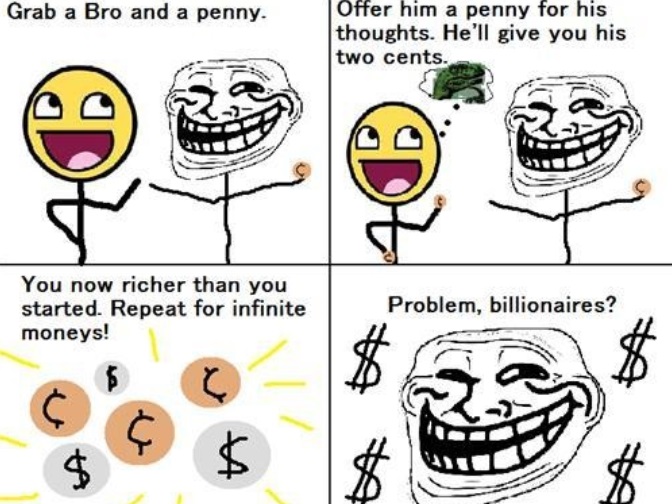 Grab a Bro and a penny.
¢
Offer him a penny for his
thoughts. He'll give you his
two cents.
¢
¢
¢
You now richer than you
started. Repeat for infinite
moneys!
$
¢
¢
¢
$
$
Problem, billionaires?
$
$
$
$